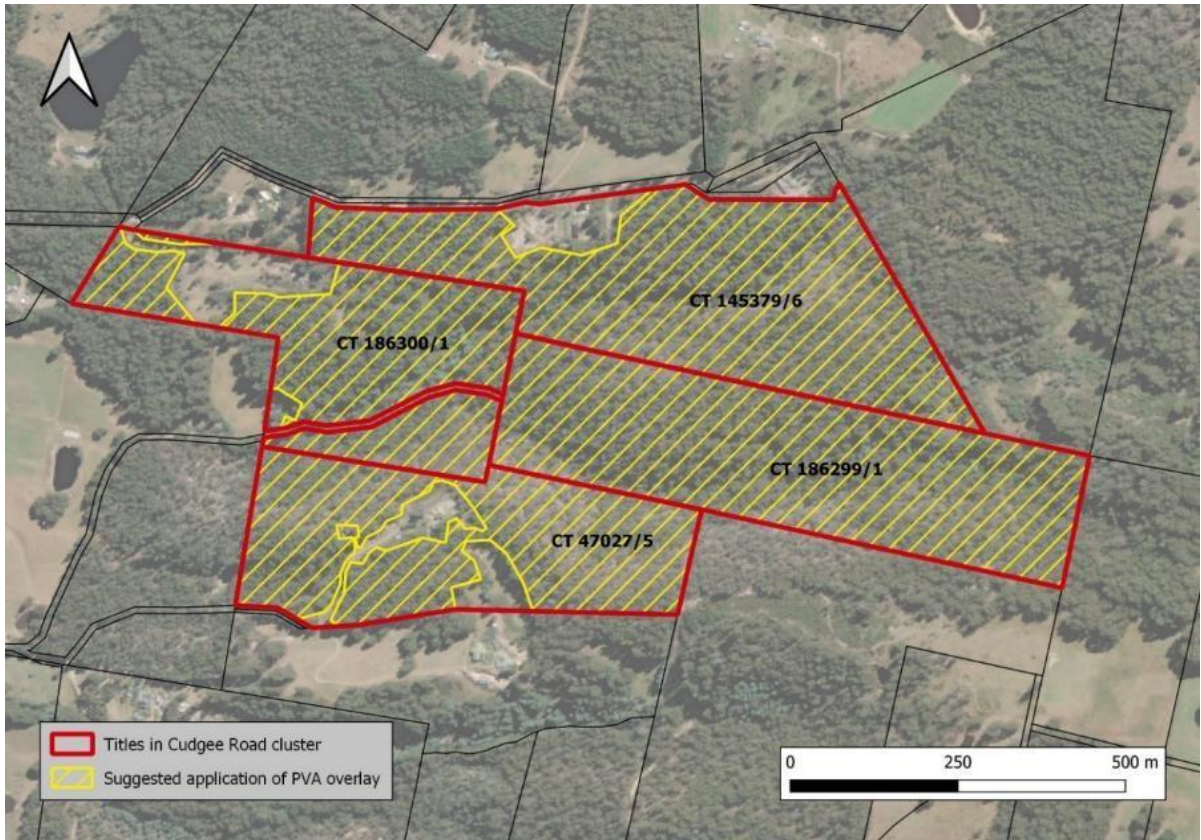 CT 145379/6
CT 186300/1
CT 186299/1
CT 47027/5
Titles in Cudgee Road cluster
Suggested application of PVA overlay
0 250 500 m